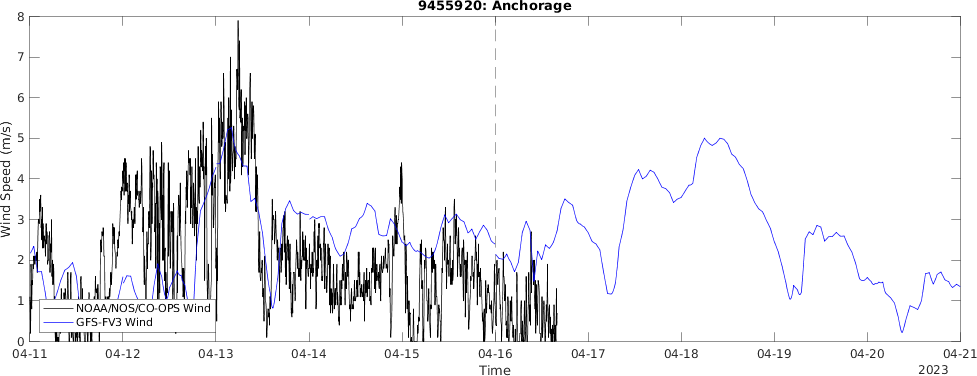 9455920: Anchorage
8
7
6
5
4
3
2
1
0
Wind Speed (m/s)
NOAA/NOS/CO-OPS Wind
GFS-FV3 Wind
04-11 04-12 04-13 04-14 04-15 04-16 04-17 04-18 04-19 04-20 04-21
Time
2023